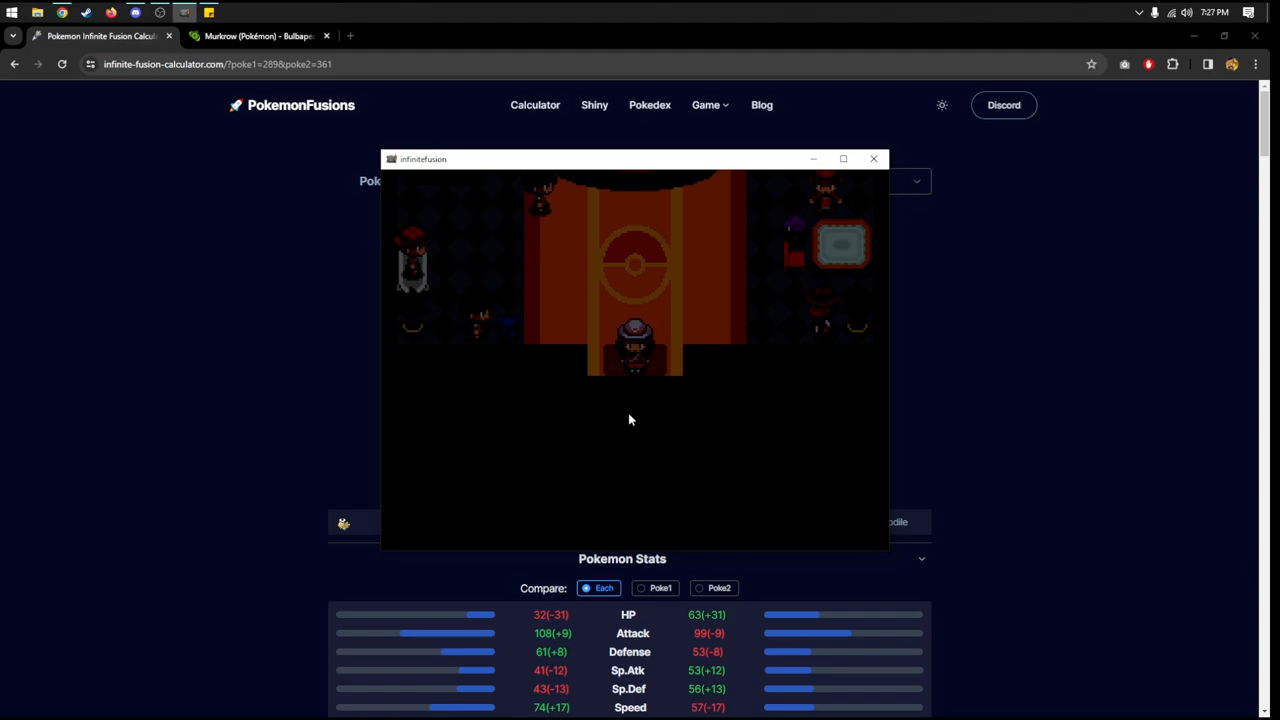 7:27 PM
Pokemon Infinite Fusion Calcula
Murkrow (Pokémon) - Bulbape
infinite-fusion-calculator.com/?poke1=289&poke2=361
PokemonFusions
Calculator
Shiny
Pokedex
Game
Blog
Discord
infinitefusion
Pok
odile
Pokemon Stats
Compare:
Each
Poke1
Poke2
32(-31) HP 63(+31)
108(+9) Attack 99(-9)
61(+8) Defense 53(-8)
41(-12) Sp.Atk 53(+12)
43(-13) Sp.Def 56(+13)
74(+17) Speed 57(-17)